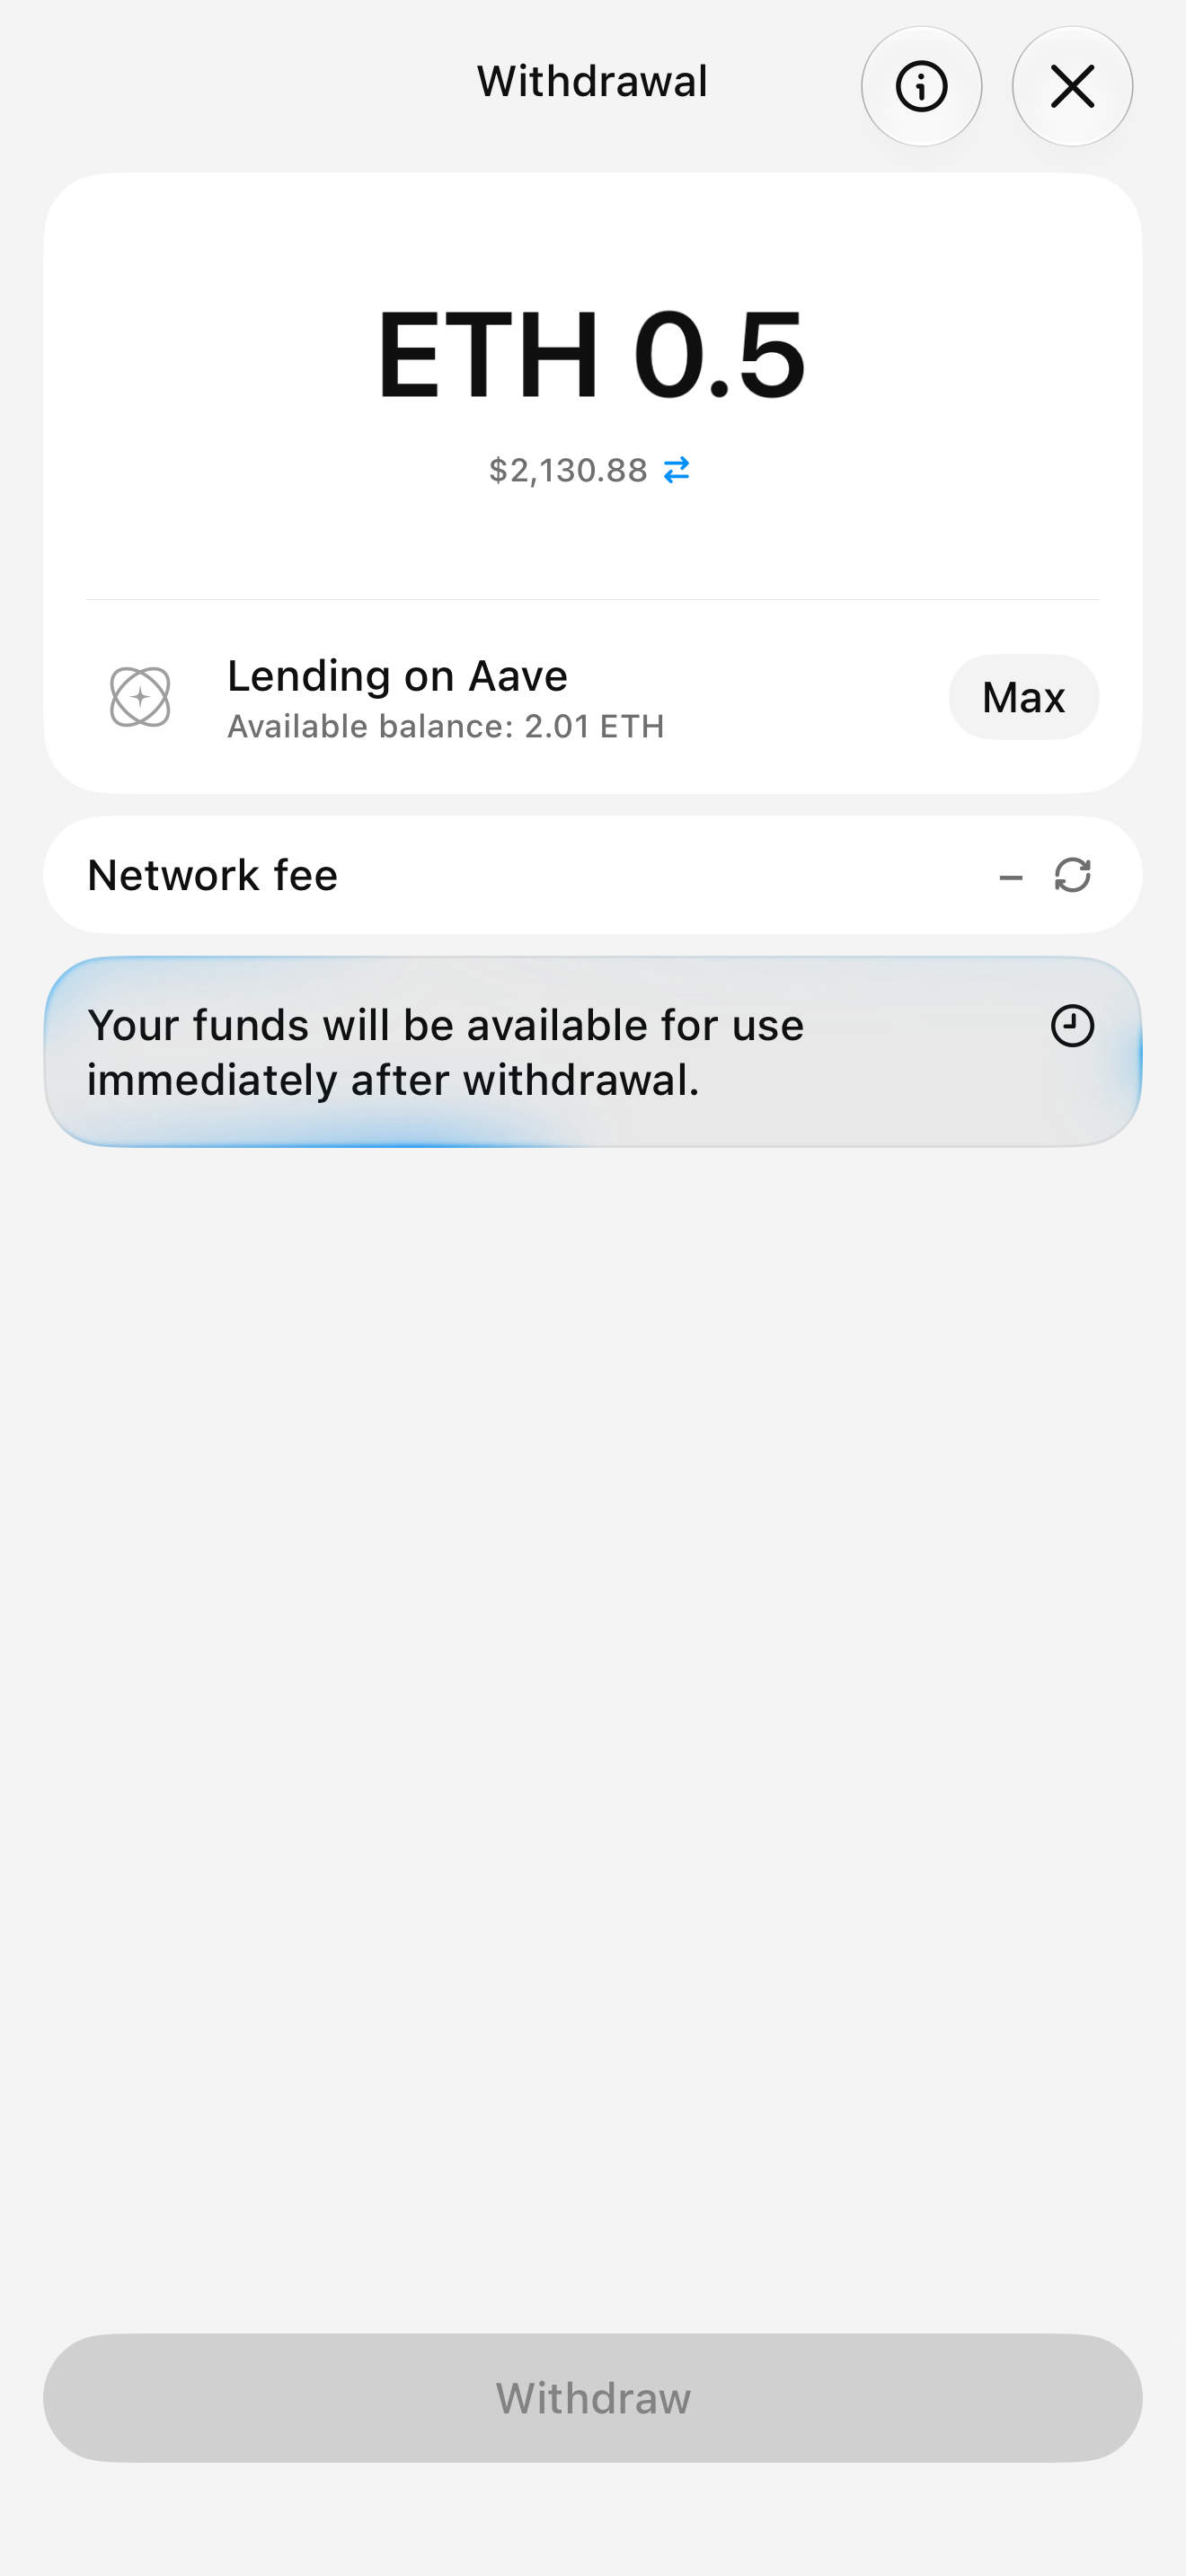 Withdrawal
ETH 0.5
$2,130.88
Lending on Aave
Available balance: 2.01 ETH
Max
Network fee
–
Your funds will be available for use
immediately after withdrawal.
Withdraw